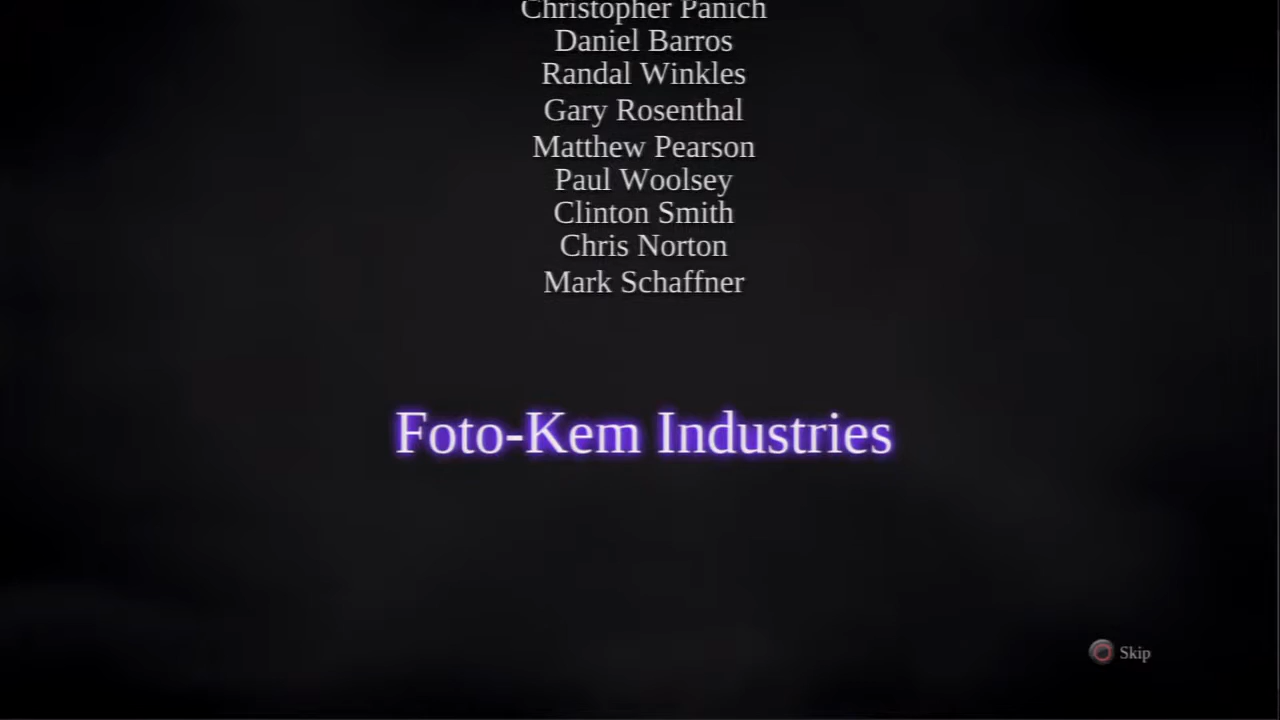 Christopher Panich
Daniel Barros
Randal Winkles
Gary Rosenthal
Matthew Pearson
Paul Woolsey
Clinton Smith
Chris Norton
Mark Schaffner
Foto-Kem Industries
Skip